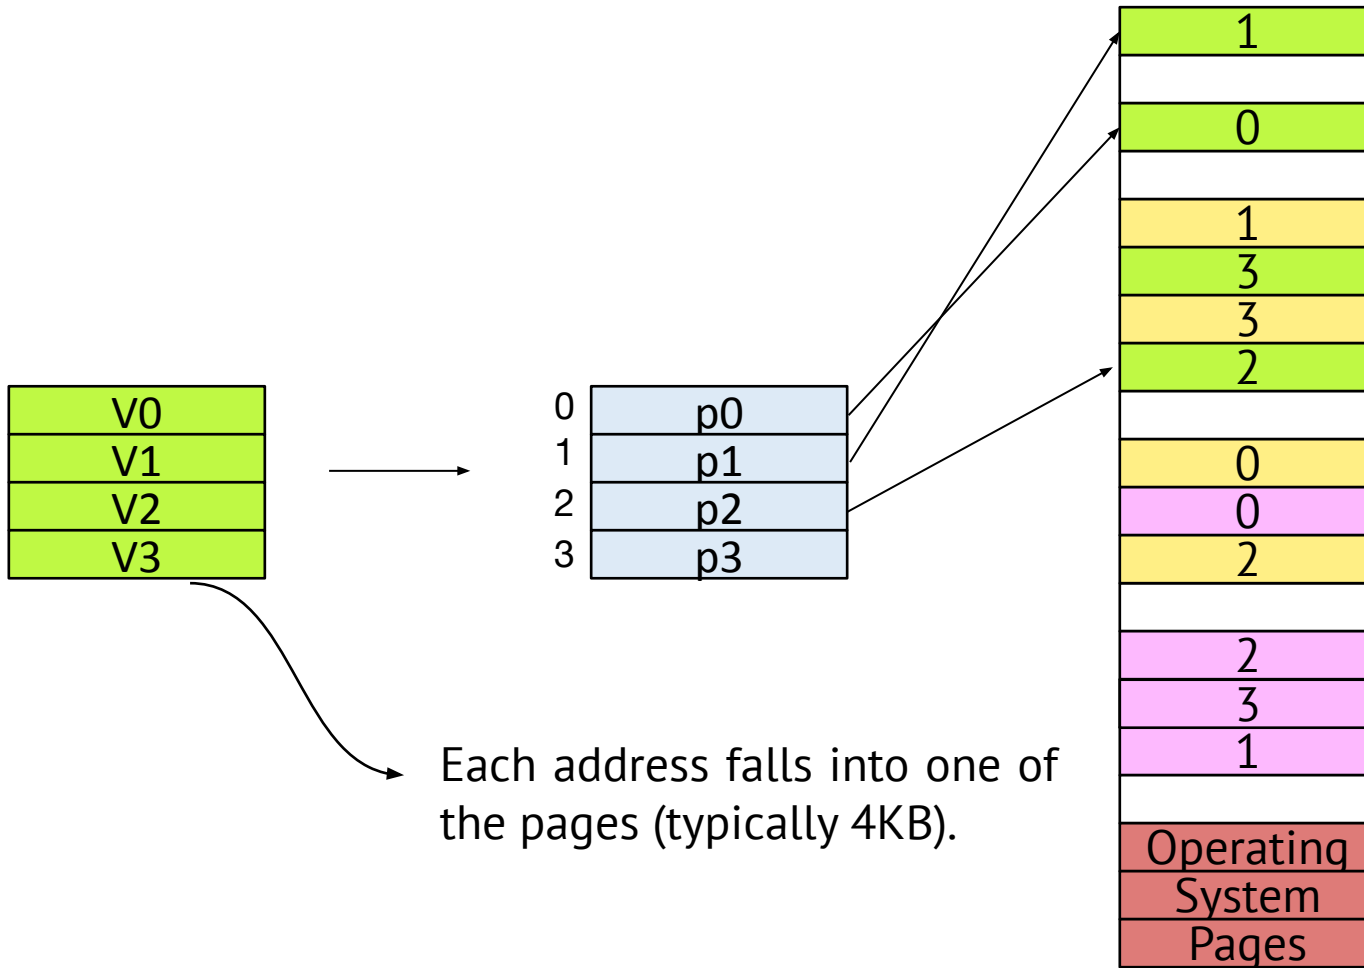 V0
V1
V2
V3
0
1
2
3
p0
p1
p2
p3
Each address falls into one of
the pages (typically 4KB).
1
0
1
3
3
2
0
0
2
2
3
1
Operating
System
Pages